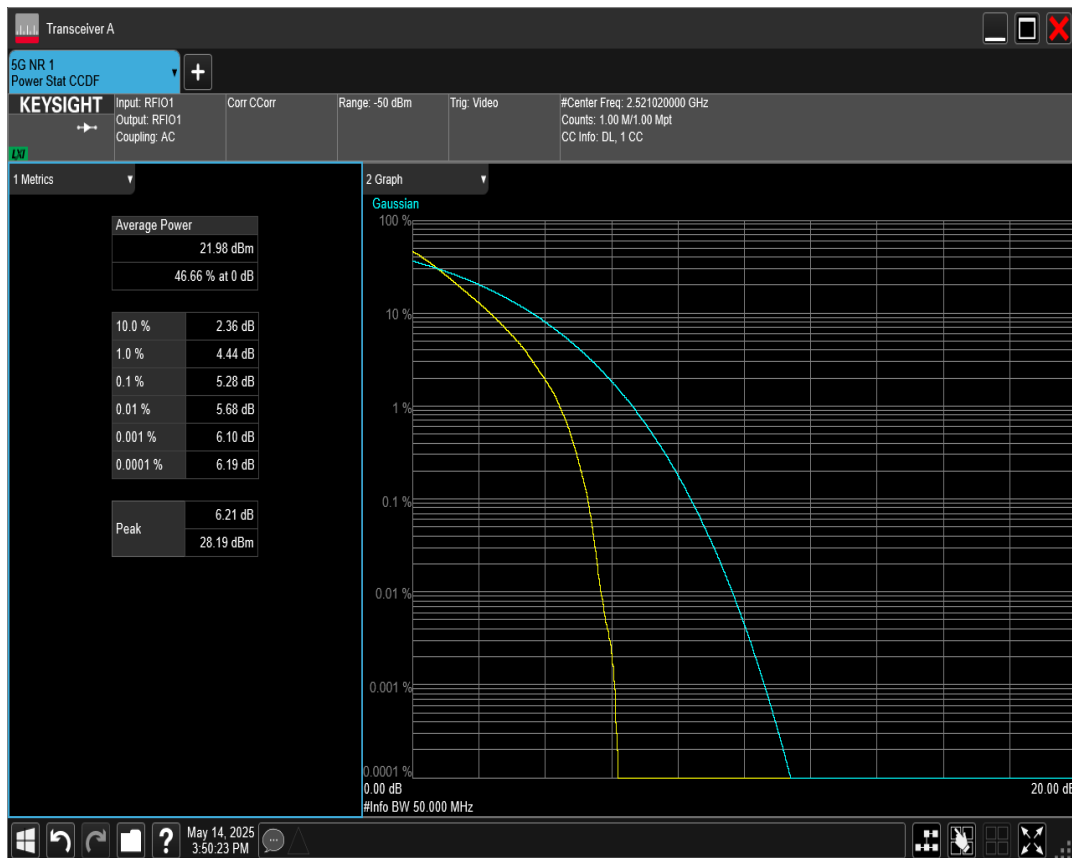 Transceiver A
5G NR 1
Power Stat CCDF
KEYSIGHT
LXI
Input: RFIO1
Output: RFIO1
Coupling: AC
Corr CCorr
Range: -50 dBm
Trig: Video
#Center Freq: 2.521020000 GHz
Counts: 1.00 M/1.00 Mpt
CC Info: DL, 1 CC
1 Metrics
Average Power
21.98 dBm
46.66 % at 0 dB
10.0 % 2.36 dB
1.0 % 4.44 dB
0.1 % 5.28 dB
0.01 % 5.68 dB
0.001 % 6.10 dB
0.0001 % 6.19 dB
Peak
6.21 dB
28.19 dBm
2 Graph
Gaussian
100 %
10 %
1 %
0.1 %
0.01 %
0.001 %
0.0001 %
0.00 dB
20.00 dB
#Info BW 50.000 MHz
?
May 14, 2025
3:50:23 PM